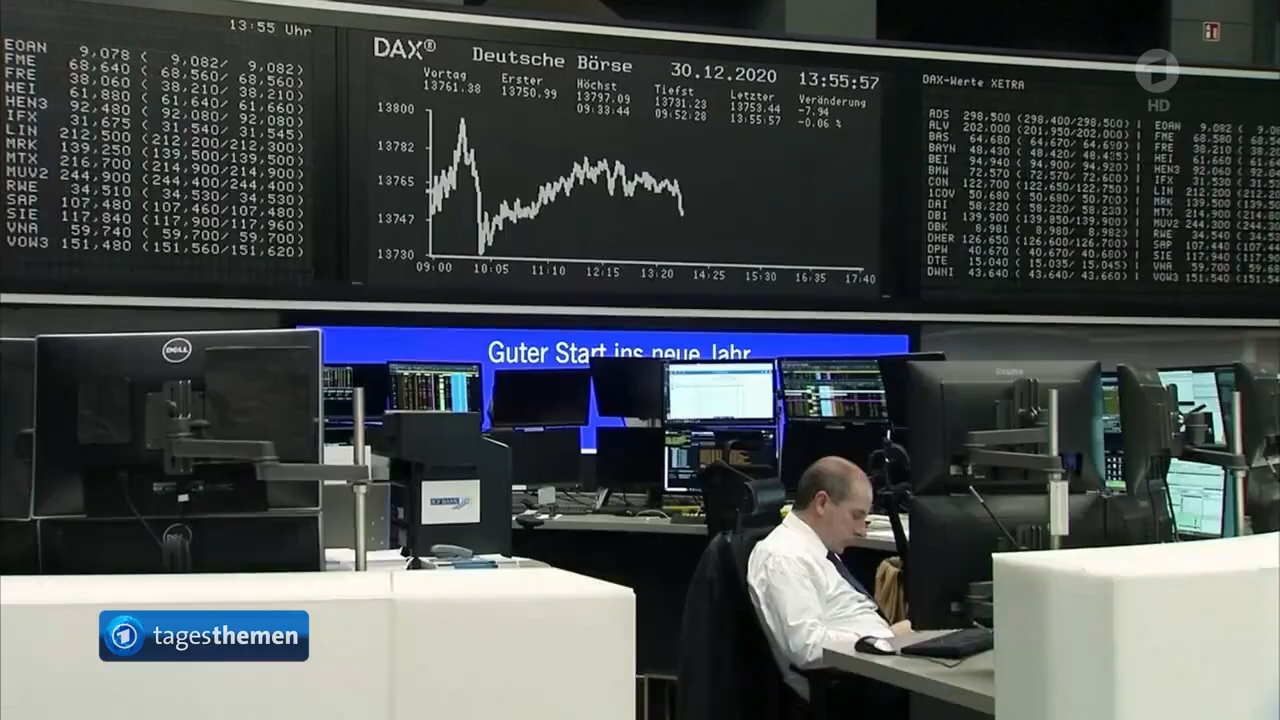 13:55 Uhr
EOAN 9,078 ( 9,082/ 9,082)
FME 68,640 ( 68,560/ 68,560)
FRE 38,060 ( 38,210/ 38,210)
HEI 61,880 ( 61,640/ 61,660)
HEN3 92,480 ( 92,080/ 92,080)
IFX 31,675 ( 31,540/ 31,545)
LIN 212,500 (212,200/212,300)
MRK 139,250 (139,500/139,500)
MTX 216,700 (214,900/214,900)
MUV2 244,900 (244,400/244,400)
RWE 34,510 ( 34,530/ 34,530)
SAP 107,480 (107,460/107,480)
SIE 117,840 (117,900/117,960)
VNA 59,740 ( 59,700/ 59,700)
VOW3 151,480 (151,560/151,620)
DAX® Deutsche Börse 30.12.2020 13:55:57
Vortag Erster Höchst Tiefst Letzter Veränderung
13761.38 13750.99 13797.09 13731.23 13753.44 -7.94
09:33:44 09:52:28 13:55:57 -0.06 %
13800
13782
13765
13747
13730
09:00 10:05 11:10 12:15 13:20 14:25 15:30 16:35 17:40
DAX-Werte XETRA
ADS 298,500 (298,400/298,500) EOAN 9,082
ALV 202,000 (201,950/202,000) FME 68,580
BAS 64,680 ( 64,670/ 64,690) FRE 38,210
BAYN 48,430 ( 48,420/ 48,435) HEI 61,660
BEI 94,940 ( 94,900/ 94,920) HEN3 92,060
BMW 72,570 ( 72,570/ 72,600) IFX 31,530
CON 122,700 (122,650/122,750) LIN 212,200
1COV 50,680 ( 50,680/ 50,700) MRK 139,500
DAI 58,220 ( 58,220/ 58,230) MTX 214,900
DB1 139,900 (139,850/139,900) MUV2 244,300
DBK 8,981 ( 8,980/ 8,982) RWE 34,540
DHER 126,650 (126,600/126,700) SAP 107,440
DPW 40,670 ( 40,660/ 40,680) SIE 117,940
DTE 15,040 ( 15,035/ 15,045) VNA 59,700
DWNI 43,640 ( 43,640/ 43,660) VOW3 151,540
1
HD
Guter Start ins neue Jahr
DELL
ICF BANK
iiyama
1 tagesthemen